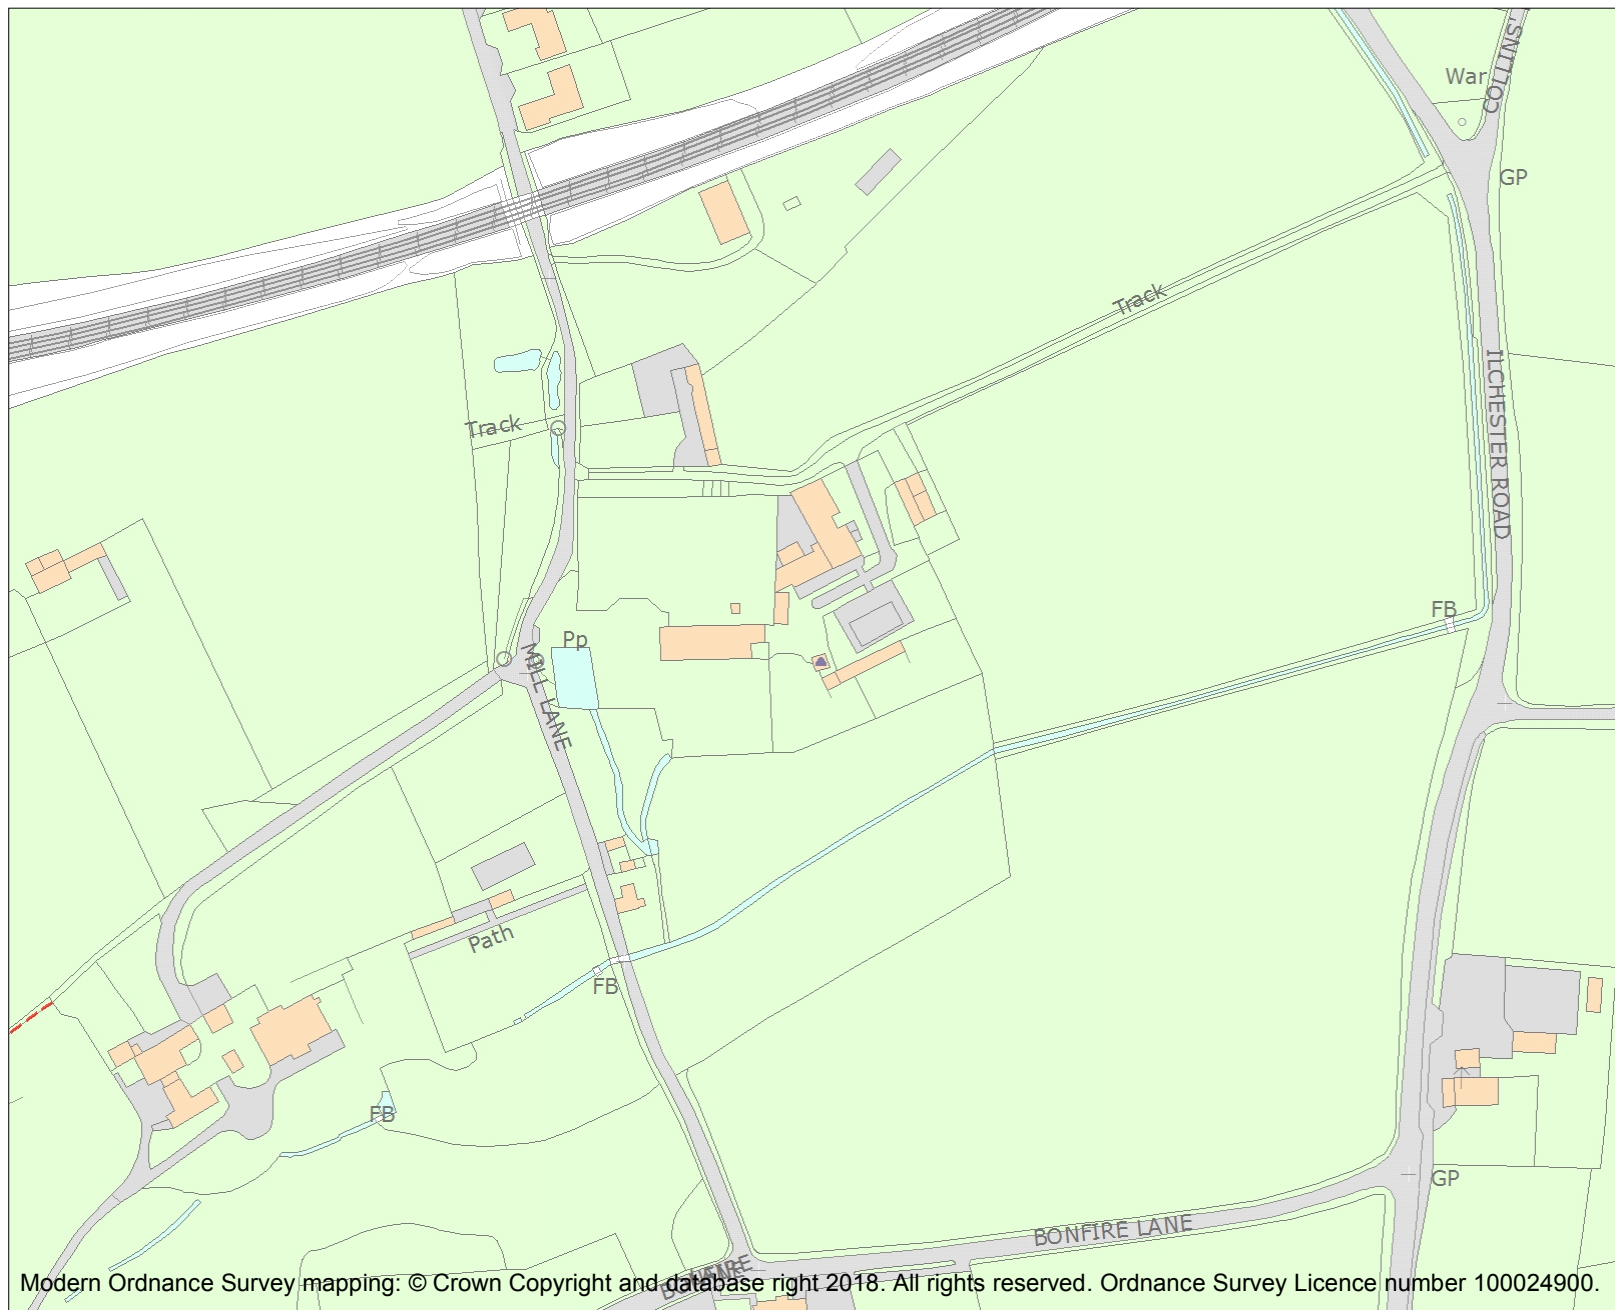 War
COLLINS'
GP
Track
ILCHESTER ROAD
Track
FB
Pp
MILL LANE
Path
FB
FB
GP
BONFIRE LANE
Modern Ordnance Survey mapping: © Crown Copyright and database right 2018. All rights reserved. Ordnance Survey Licence number 100024900.